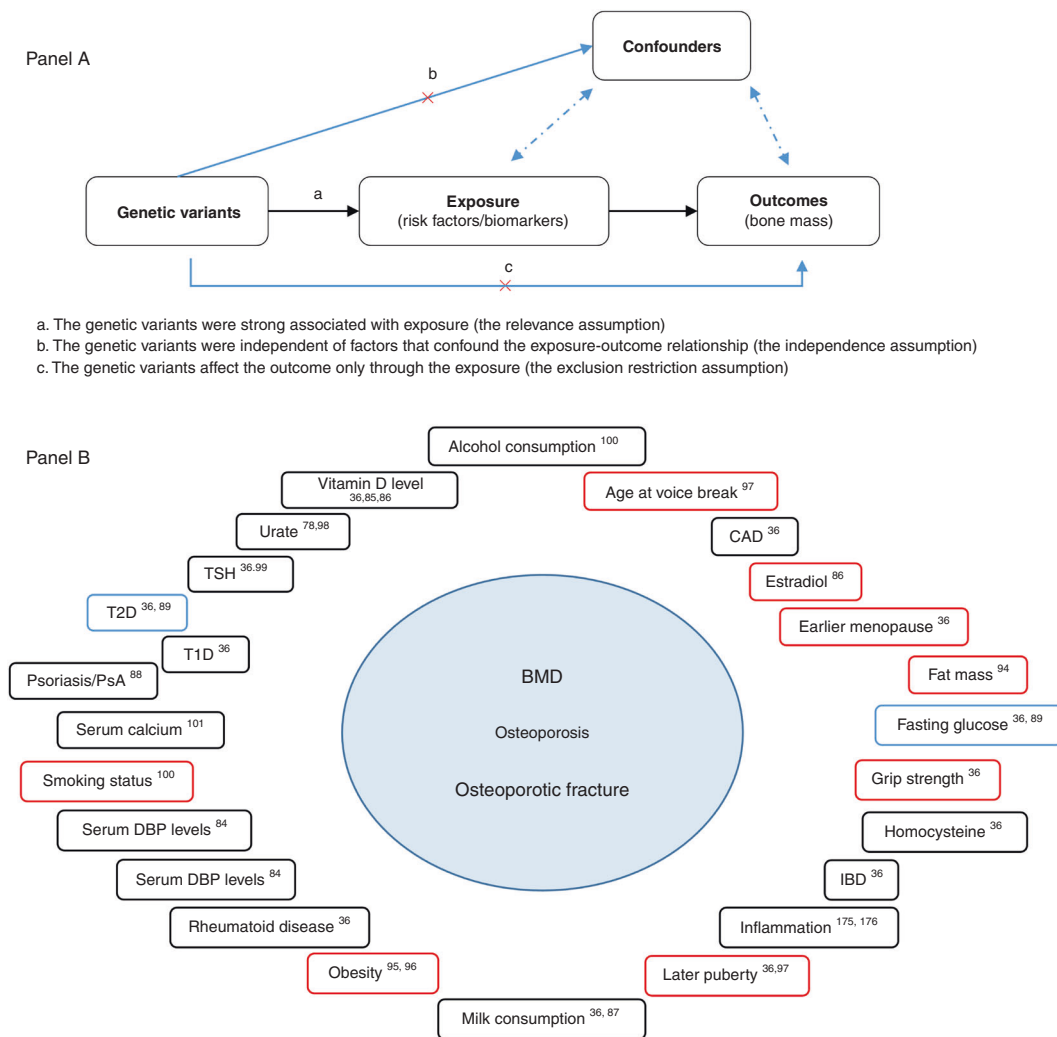 Panel A
Confounders
b
Genetic variants
a
Exposure
(risk factors/biomarkers)
Outcomes
(bone mass)
c
a. The genetic variants were strong associated with exposure (the relevance assumption)
b. The genetic variants were independent of factors that confound the exposure-outcome relationship (the independence assumption)
c. The genetic variants affect the outcome only through the exposure (the exclusion restriction assumption)
Panel B
Alcohol consumption 100
Vitamin D level
36,85,86
Age at voice break 97
Urate 78,98
CAD 36
TSH 36.99
Estradiol 86
T2D 36, 89
Earlier menopause 36
T1D 36
Psoriasis/PsA 88
Fat mass 94
BMD
Serum calcium 101
Fasting glucose 36, 89
Osteoporosis
Smoking status 100
Grip strength 36
Osteoporotic fracture
Serum DBP levels 84
Homocysteine 36
Serum DBP levels 84
IBD 36
Rheumatoid disease 36
Inflammation 175, 176
Obesity 95, 96
Later puberty 36,97
Milk consumption 36, 87